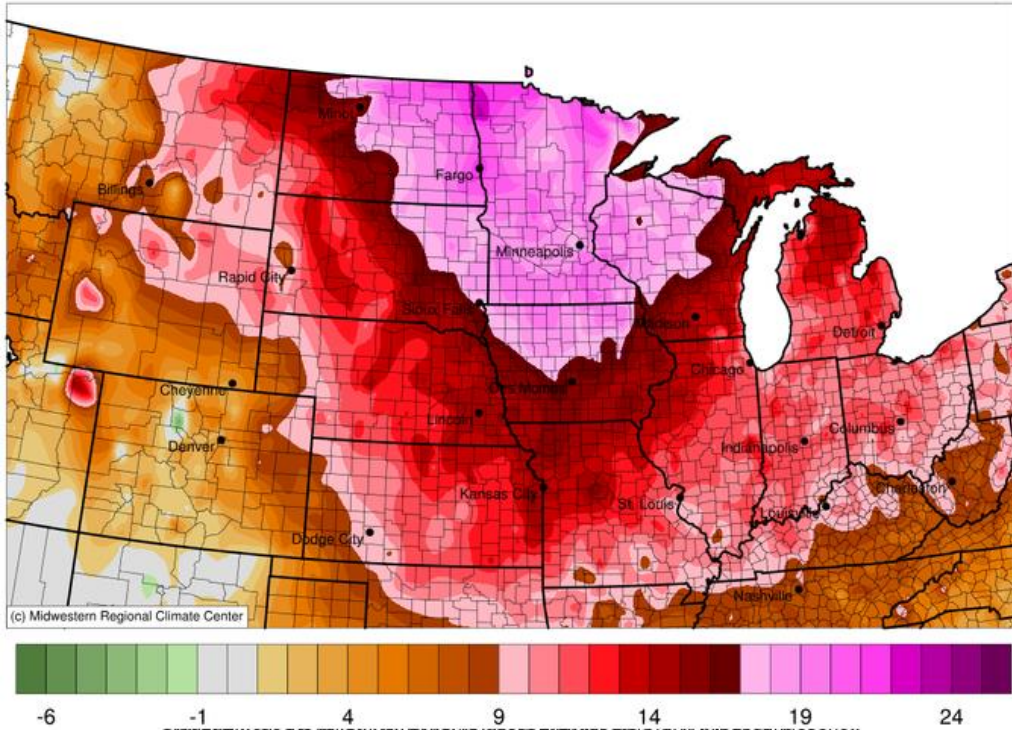 Minot
Billings
Fargo
Minneapolis
Rapid City
Sioux Falls
Madison
Detroit
Chicago
Des Moines
Cheyenne
Lincoln
Denver
Columbus
Indianapolis
Kansas City
St. Louis
Charleston
Louisville
Dodge City
Nashville
(c) Midwestern Regional Climate Center
-6 -1 4 9 14 19 24